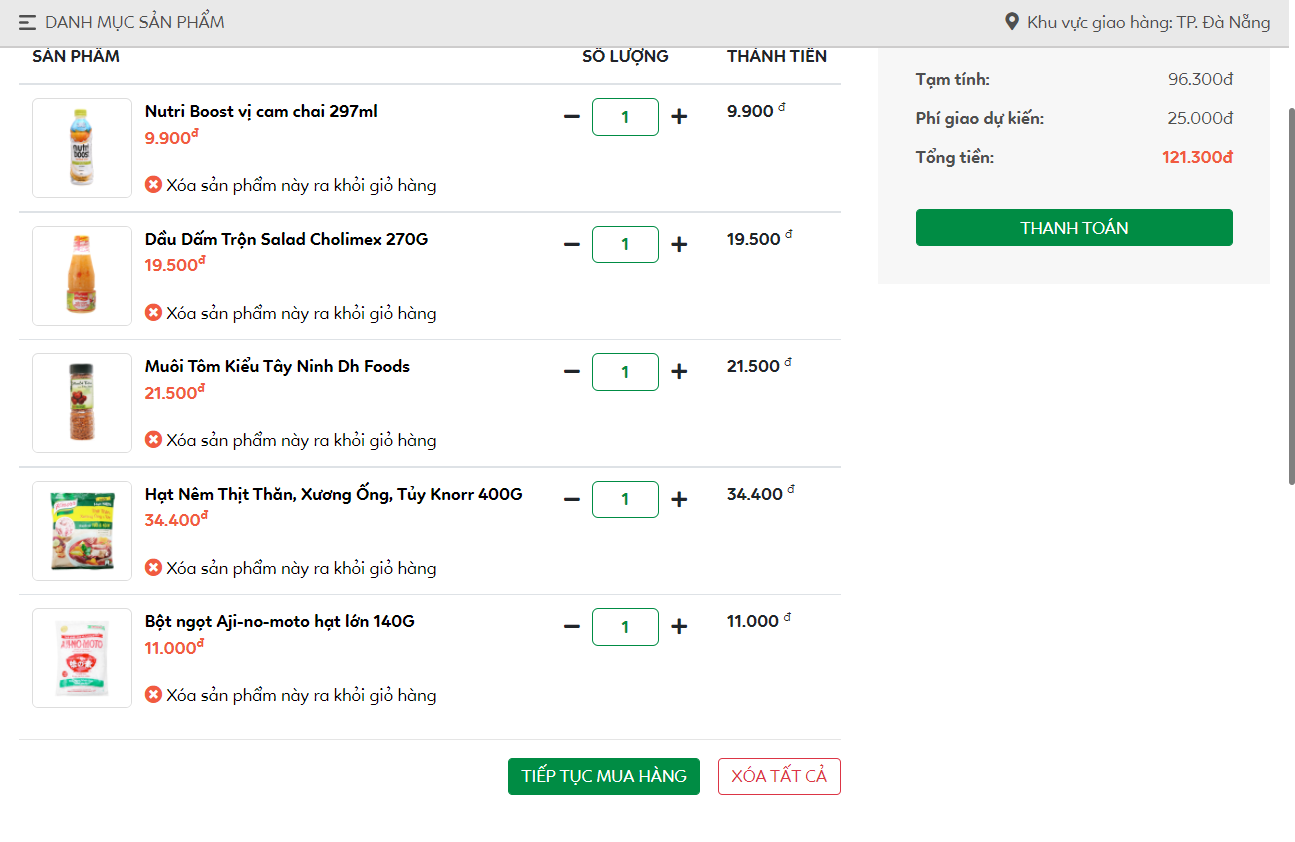 DANH MỤC SẢN PHẨM
Khu vực giao hàng: TP. Đà Nẵng
SẢN PHẨM SỐ LƯỢNG THÀNH TIỀN
Nutri Boost vị cam chai 297ml
9.900đ
1
9.900 đ
Xóa sản phẩm này ra khỏi giỏ hàng
Dầu Dấm Trộn Salad Cholimex 270G
19.500đ
1
19.500 đ
Xóa sản phẩm này ra khỏi giỏ hàng
Muôi Tôm Kiểu Tây Ninh Dh Foods
21.500đ
1
21.500 đ
Xóa sản phẩm này ra khỏi giỏ hàng
Hạt Nêm Thịt Thăn, Xương Ống, Tủy Knorr 400G
34.400đ
1
34.400 đ
Xóa sản phẩm này ra khỏi giỏ hàng
AJI-NO-MOTO
Bột ngọt Aji-no-moto hạt lớn 140G
11.000đ
1
11.000 đ
Xóa sản phẩm này ra khỏi giỏ hàng
TIẾP TỤC MUA HÀNG
XÓA TẤT CẢ
Tạm tính: 96.300đ
Phí giao dự kiến: 25.000đ
Tổng tiền: 121.300đ
THANH TOÁN